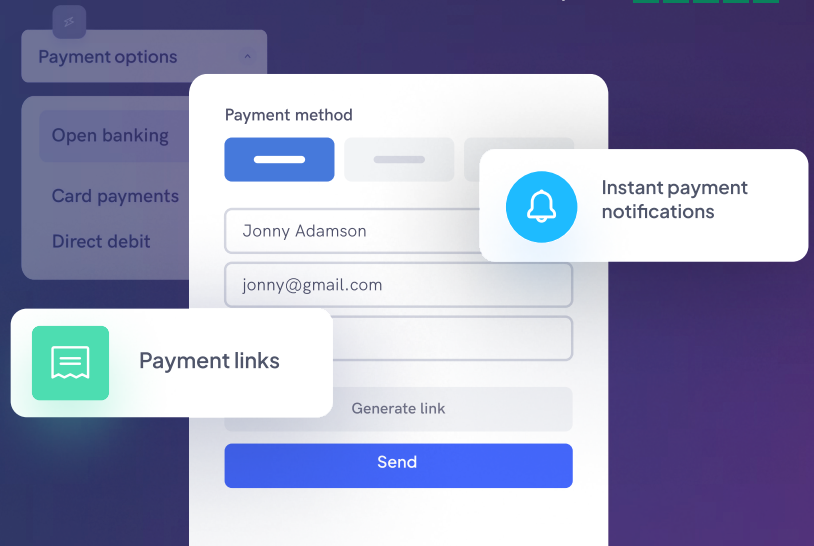 Payment options
Open banking
Card payments
Direct debit
Payment method
Jonny Adamson
jonny@gmail.com
Instant payment
notifications
Payment links
Generate link
Send